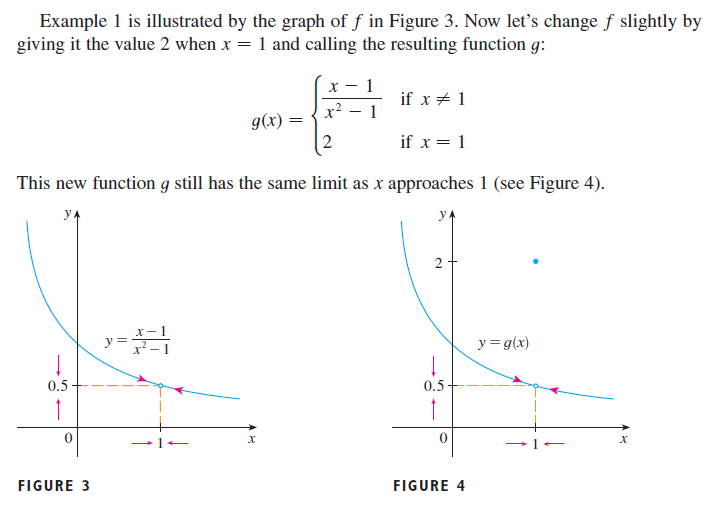 Example 1 is illustrated by the graph of f in Figure 3. Now let's change f slightly by
giving it the value 2 when x = 1 and calling the resulting function g:
g(x) = { (x − 1)/(x² − 1) if x ≠ 1
2 if x = 1
This new function g still has the same limit as x approaches 1 (see Figure 4).
y
y = (x − 1)/(x² − 1)
0.5
0
1
x
FIGURE 3
y
2
y = g(x)
0.5
0
1
x
FIGURE 4